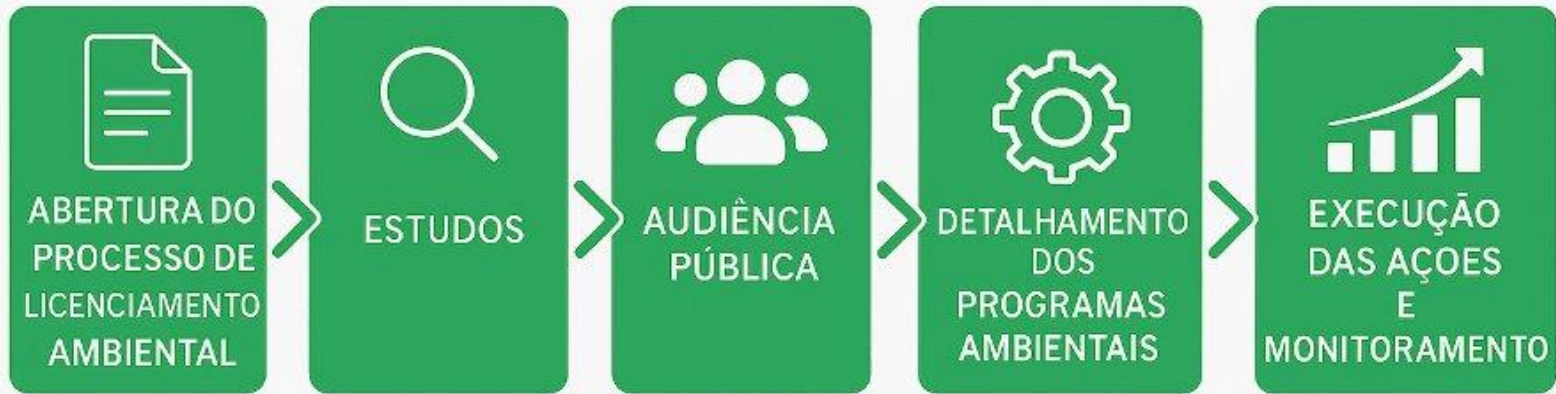 ABERTURA DO
PROCESSO DE
LICENCIAMENTO
AMBIENTAL
ESTUDOS
AUDIÊNCIA
PÚBLICA
DETALHAMENTO
DOS
PROGRAMAS
AMBIENTAIS
EXECUÇÃO
DAS AÇOES
E
MONITORAMENTO